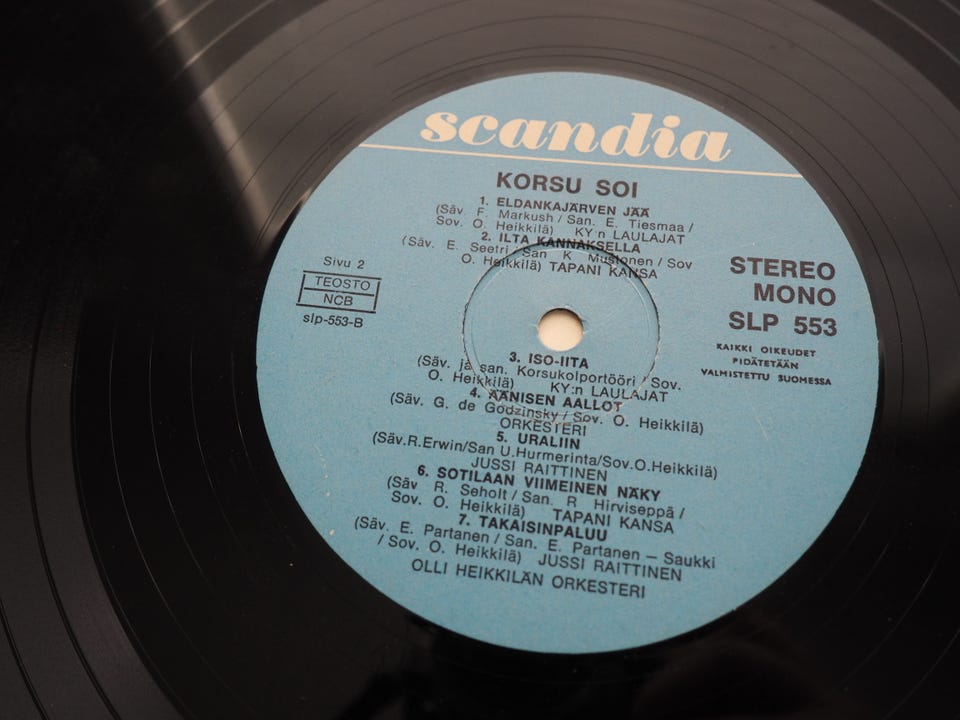 scandia
KORSU SOI
1. ELDANKAJÄRVEN JÄÄ
(Säv. F. Markush / San. E. Tiesmaa /
Sov. O. Heikkilä) KY:n LAULAJAT
2. ILTA KANNAKSELLA
(Säv. E. Seetri / San K Mustonen / Sov
O. Heikkilä) TAPANI KANSA
Sivu 2
TEOSTO
NCB
slp-553-B
STEREO
MONO
SLP 553
KAIKKI OIKEUDET
PIDÄTETÄÄN
VALMISTETTU SUOMESSA
3. ISO-IITA
(Säv. ja san. Korsukolportööri / Sov.
O. Heikkilä) KY:n LAULAJAT
4. ÄÄNISEN AALLOT
(Säv. G. de Godzinsky / Sov. O. Heikkilä)
ORKESTERI
5. URALIIN
(Säv.R.Erwin/San U.Hurmerinta/Sov.O.Heikkilä)
JUSSI RAITTINEN
6. SOTILAAN VIIMEINEN NÄKY
(Säv R. Seholt / San. R Hirviseppä /
Sov. O. Heikkilä) TAPANI KANSA
7. TAKAISINPALUU
(Säv. E. Partanen / San. E. Partanen – Saukki
/ Sov. O. Heikkilä) JUSSI RAITTINEN
OLLI HEIKKILÄN ORKESTERI